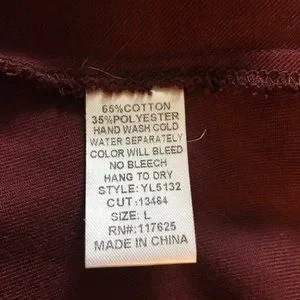 65%COTTON
35%POLYESTER
HAND WASH COLD
WATER SEPARATELY
COLOR WILL BLEED
NO BLEECH
HANG TO DRY
STYLE: YL5132
CUT: 13464
SIZE: L
RN#: 117625
MADE IN CHINA